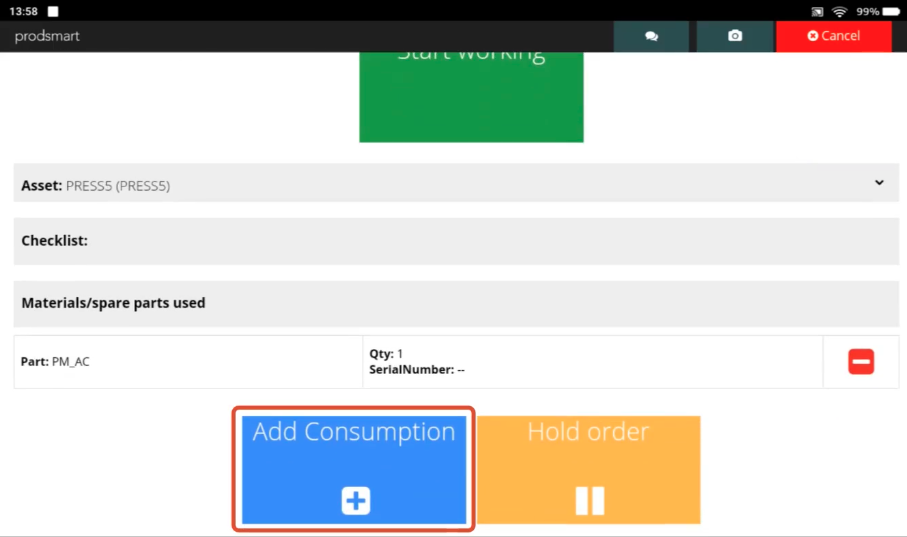 13:58
99%
prodsmart
Cancel
Start working
Asset: PRESS5 (PRESS5)
Checklist:
Materials/spare parts used
Part: PM_AC
Qty: 1
SerialNumber: --
Add Consumption
Hold order